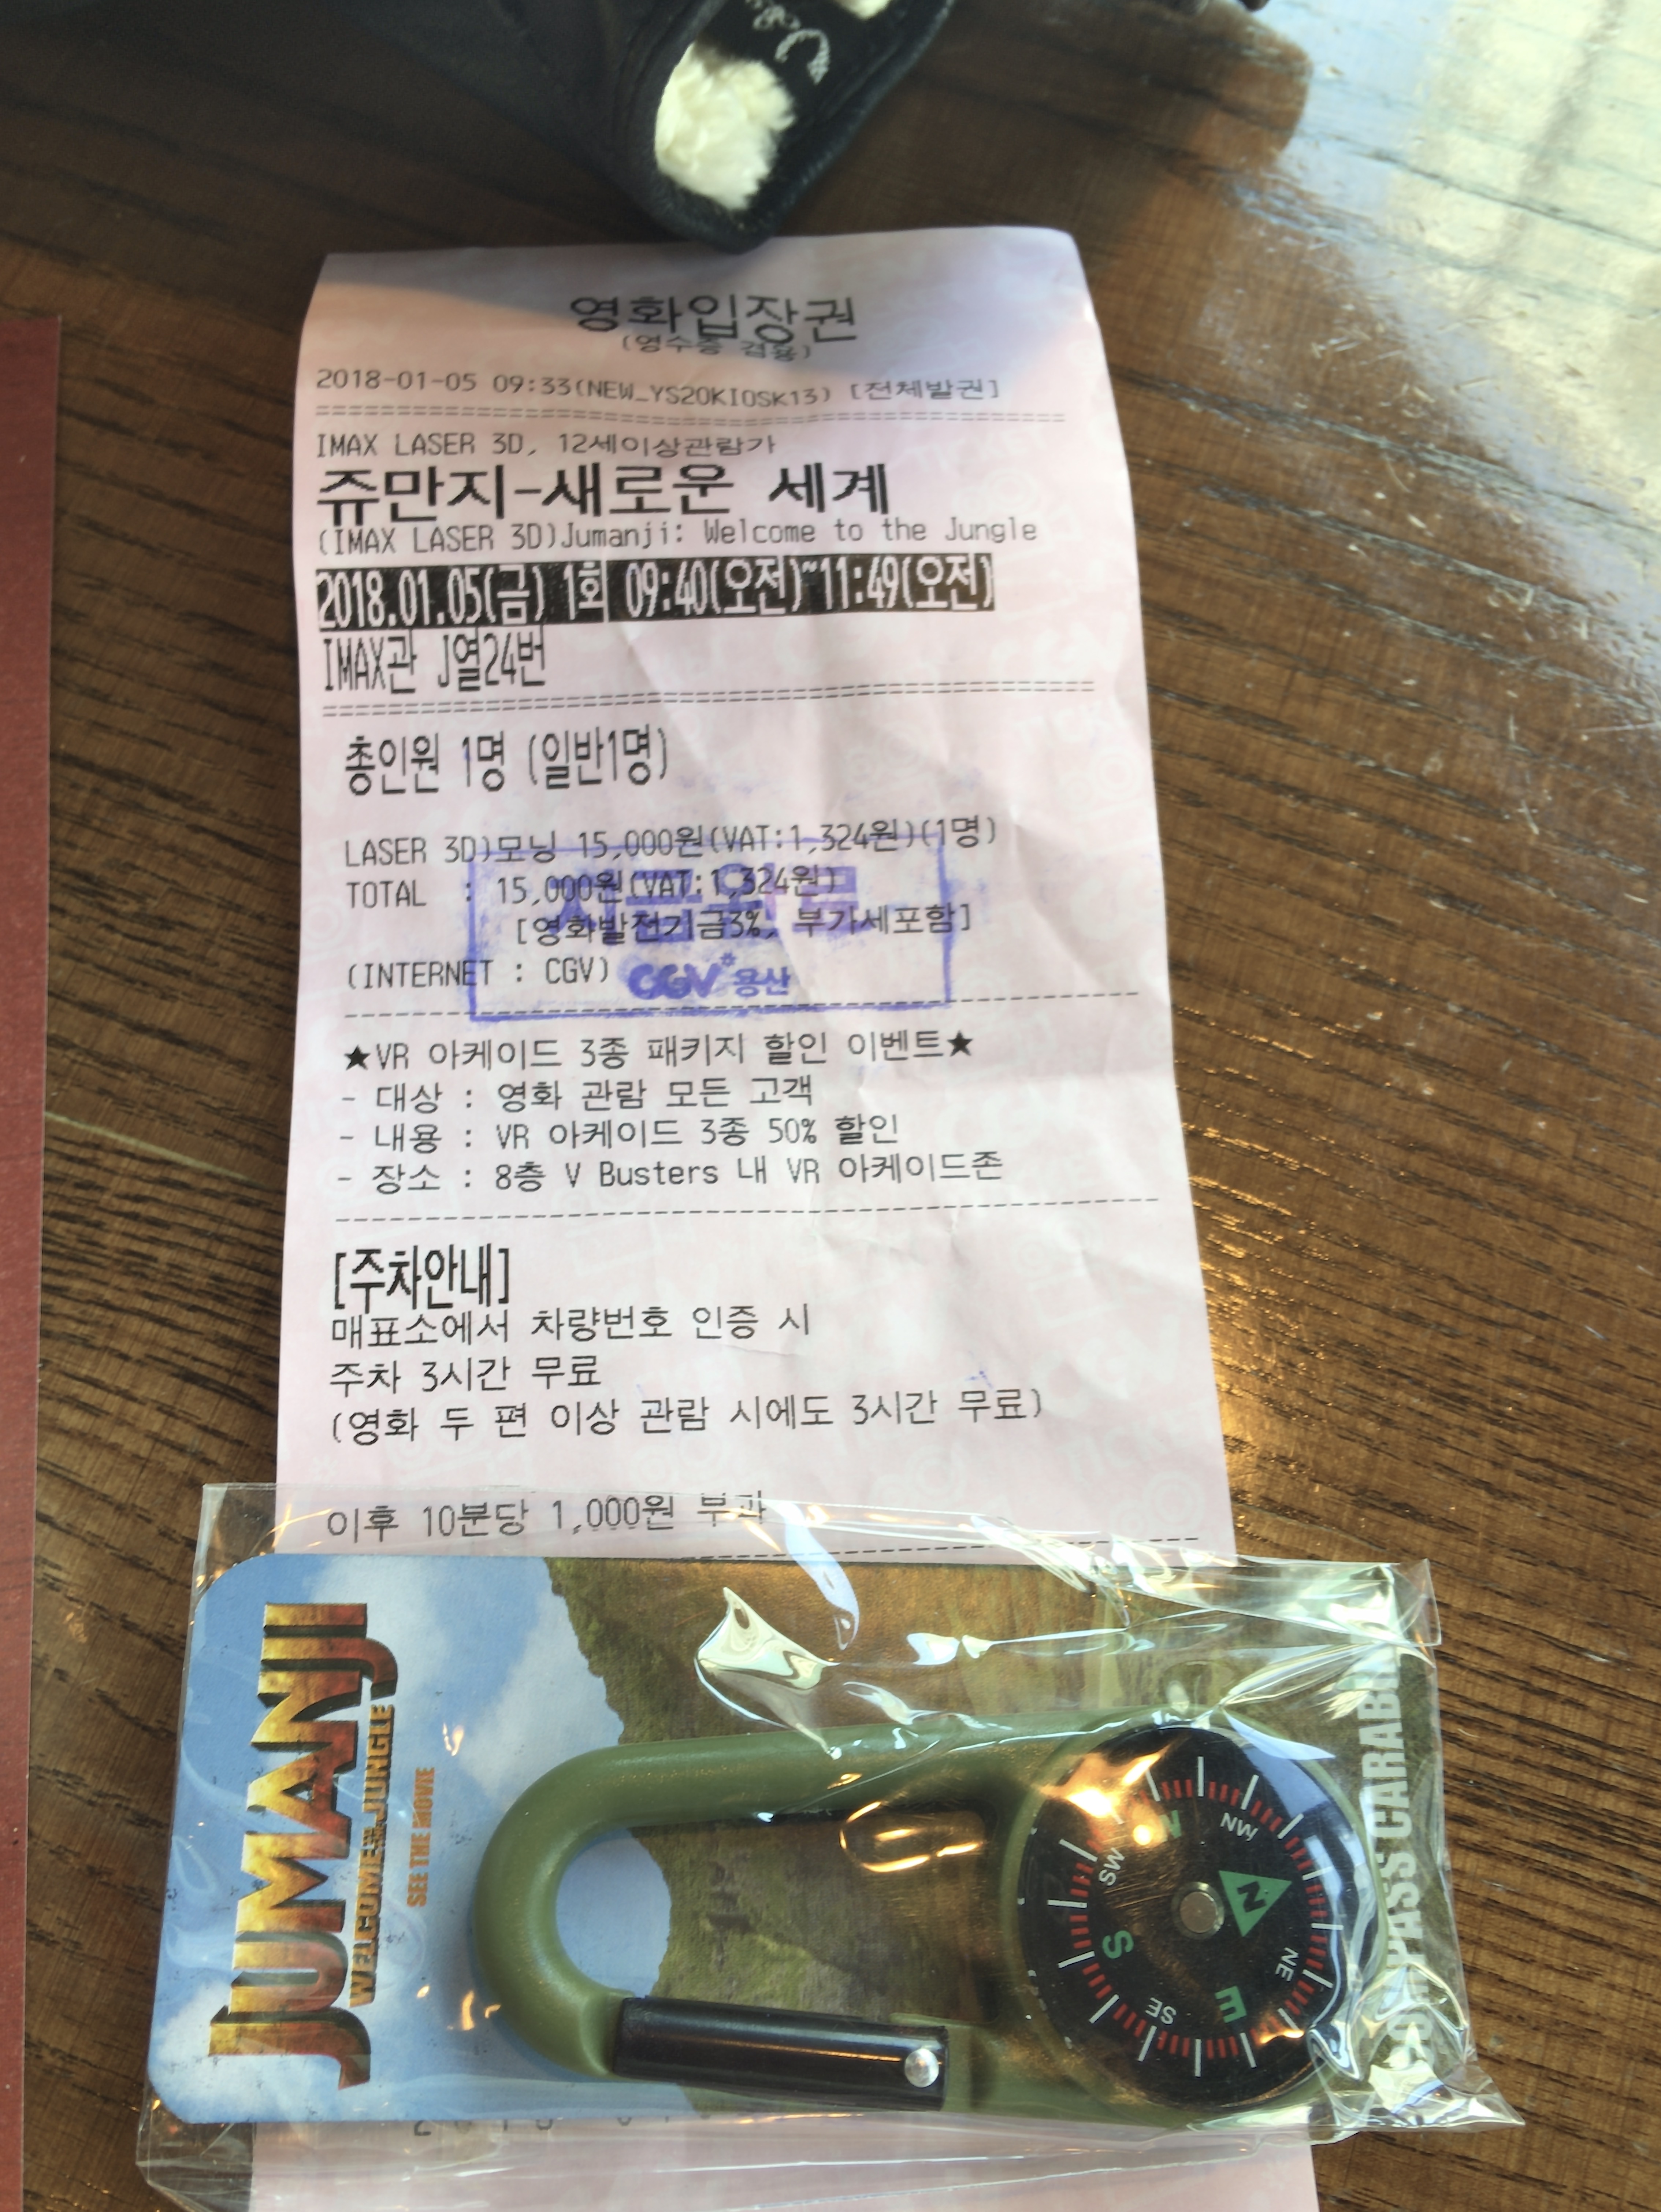 영화입장권
(영수증 겸용)
2018-01-05 09:33(NEW_YS20KIOSK13) [전체발권]
IMAX LASER 3D, 12세이상관람가
쥬만지-새로운 세계
(IMAX LASER 3D)Jumanji: Welcome to the Jungle
2018.01.05(금) 1회 09:40(오전)~11:49(오전)
IMAX관 J열24번
총인원 1명 (일반1명)
LASER 3D)모닝 15,000원(VAT:1,324원)(1명)
TOTAL : 15,000원(VAT:1,324원)
[영화발전기금3%, 부가세포함]
(INTERNET : CGV)
CGV 용산
★VR 아케이드 3종 패키지 할인 이벤트★
- 대상 : 영화 관람 모든 고객
- 내용 : VR 아케이드 3종 50% 할인
- 장소 : 8층 V Busters 내 VR 아케이드존
[주차안내]
매표소에서 차량번호 인증 시
주차 3시간 무료
(영화 두 편 이상 관람 시에도 3시간 무료)
이후 10분당 1,000원 부과
JUMANJI
WELCOME TO THE JUNGLE
SEE THE MOVIE
N
NE
E
SE
S
SW
W
NW